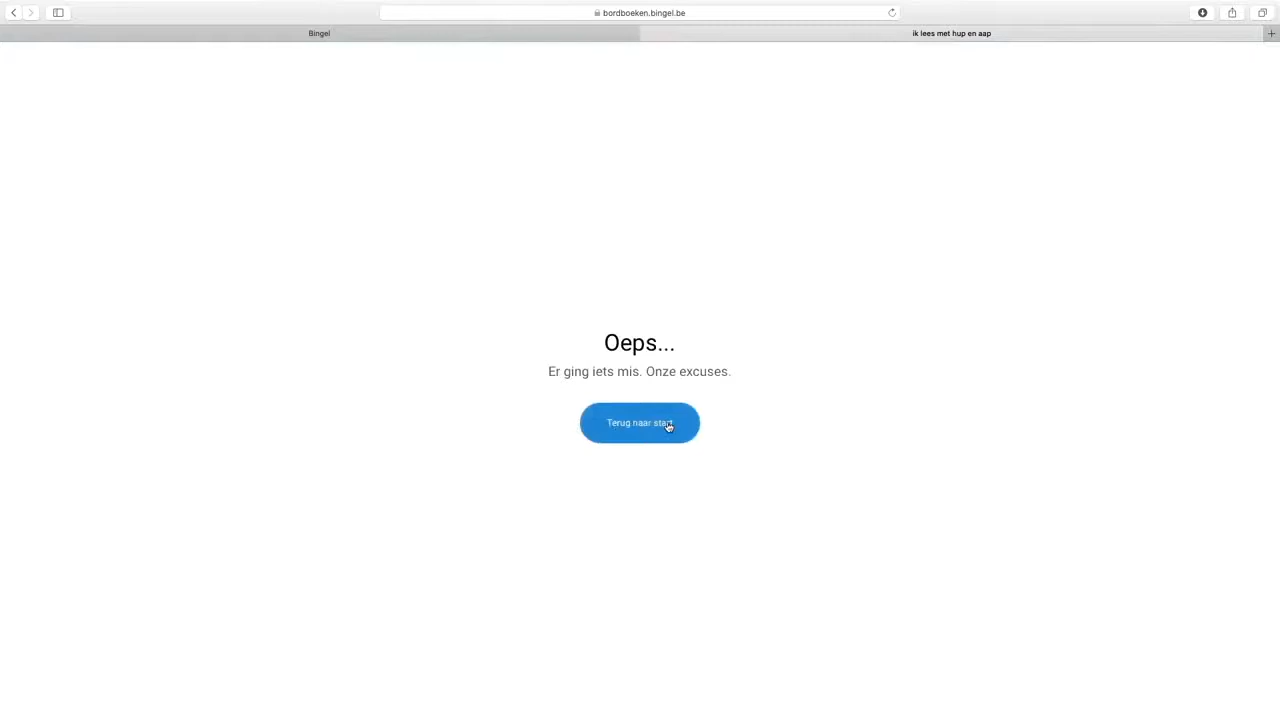 bordboeken.bingel.be
Bingel
ik lees met hup en aap
Oeps...
Er ging iets mis. Onze excuses.
Terug naar start